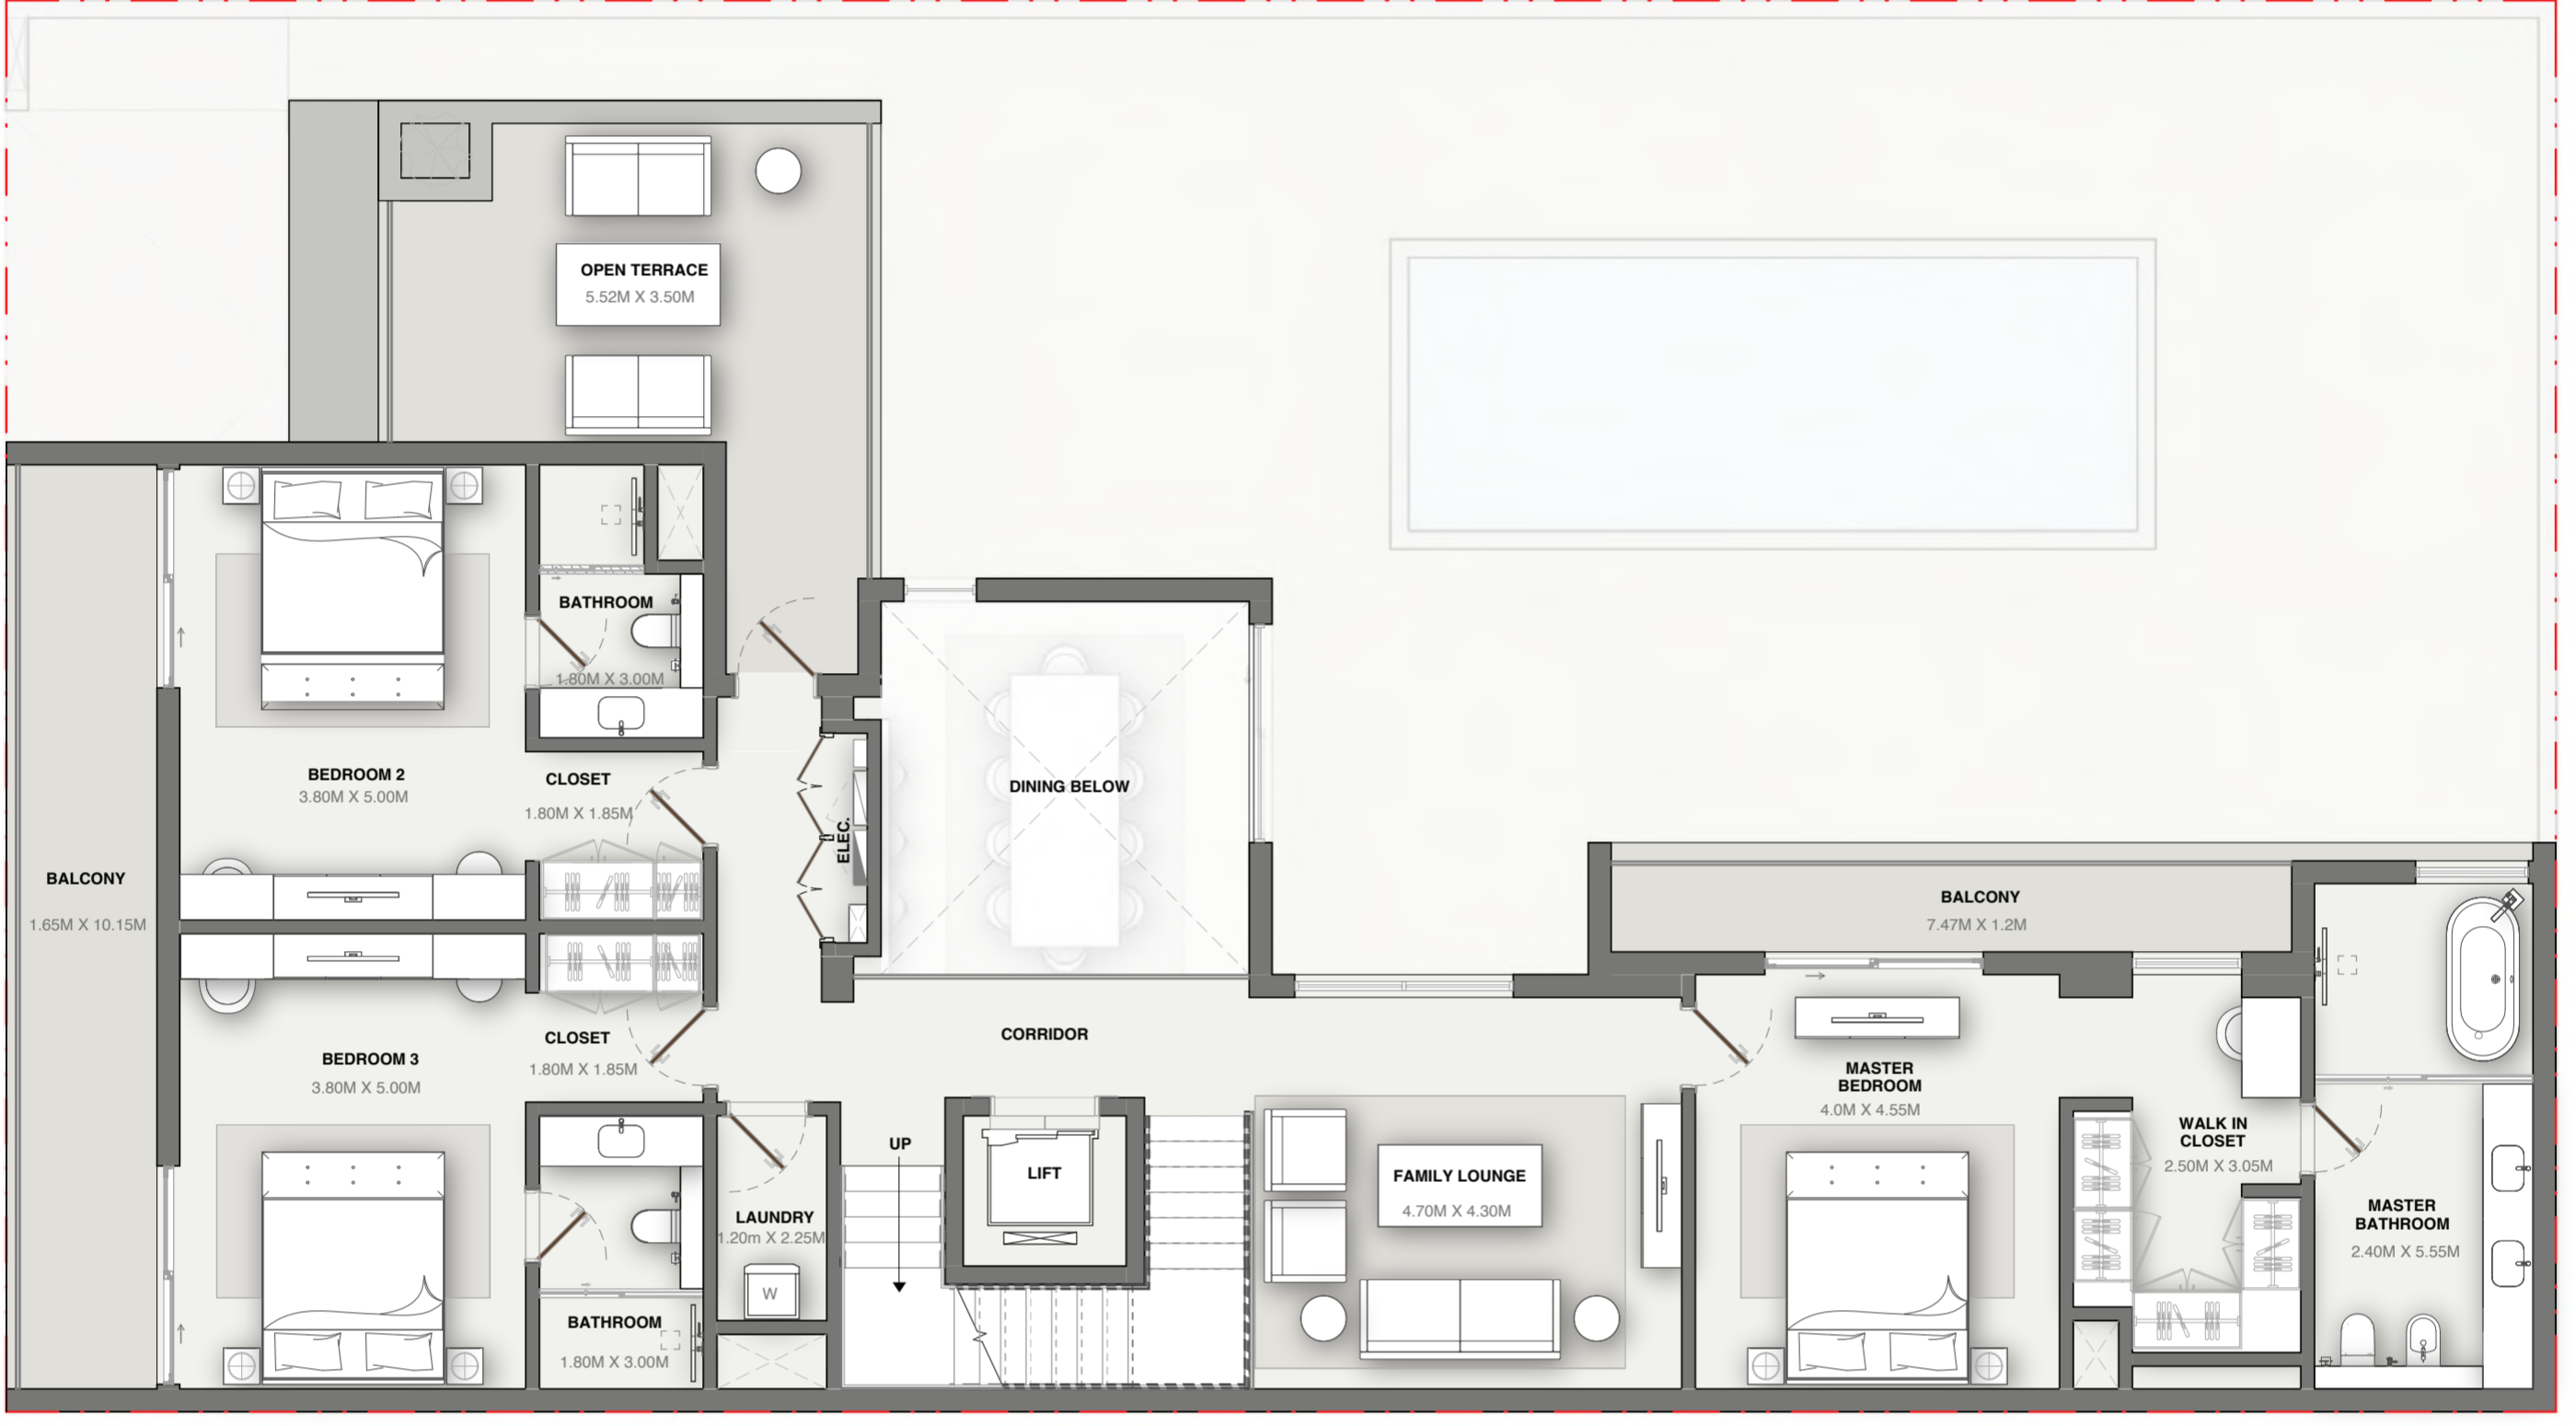 OPEN TERRACE
5.52M X 3.50M
BATHROOM
1.80M X 3.00M
BEDROOM 2
3.80M X 5.00M
CLOSET
1.80M X 1.85M
ELEC.
DINING BELOW
BALCONY
1.65M X 10.15M
BALCONY
7.47M X 1.2M
CORRIDOR
BEDROOM 3
3.80M X 5.00M
CLOSET
1.80M X 1.85M
MASTER
BEDROOM
4.0M X 4.55M
WALK IN
CLOSET
2.50M X 3.05M
UP
LIFT
FAMILY LOUNGE
4.70M X 4.30M
LAUNDRY
1.20m X 2.25M
W
MASTER
BATHROOM
2.40M X 5.55M
BATHROOM
1.80M X 3.00M